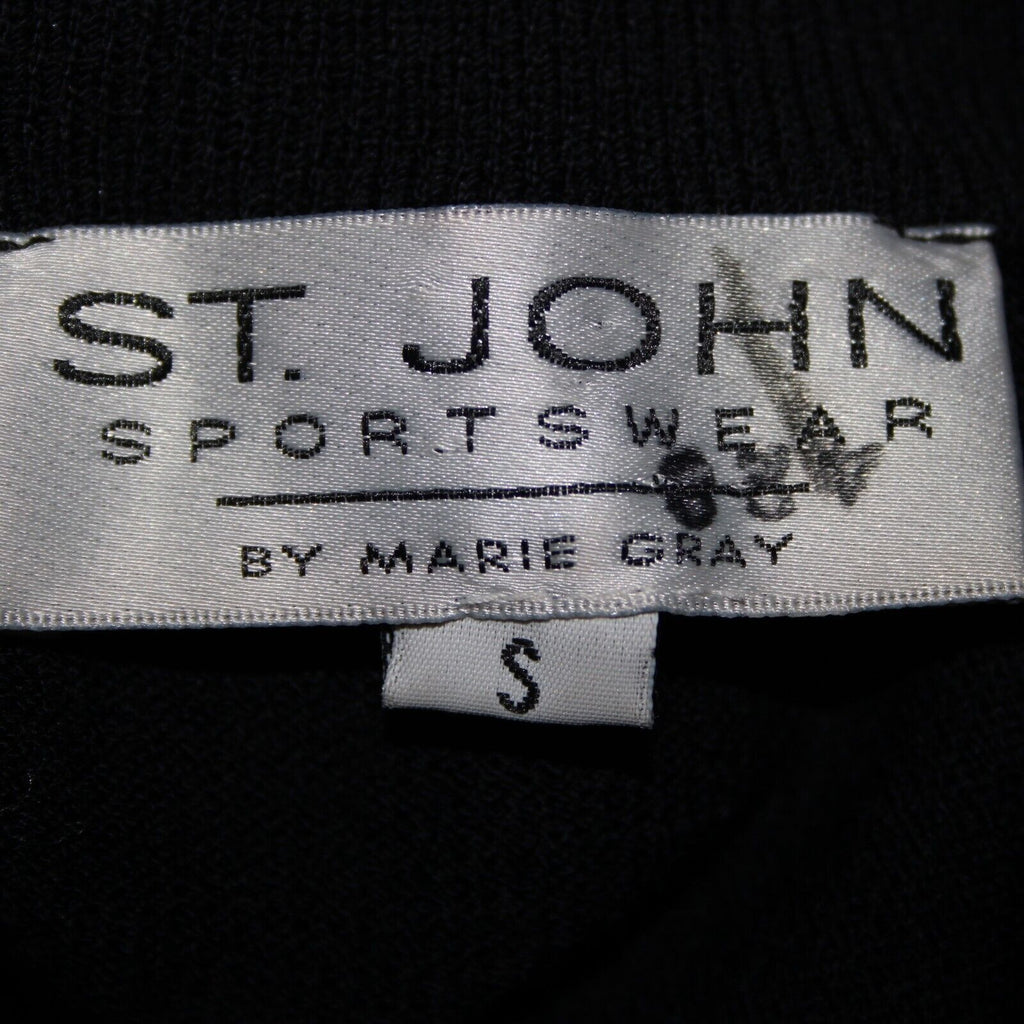 ST. JOHN
SPORTSWEAR
BY MARIE GRAY
S